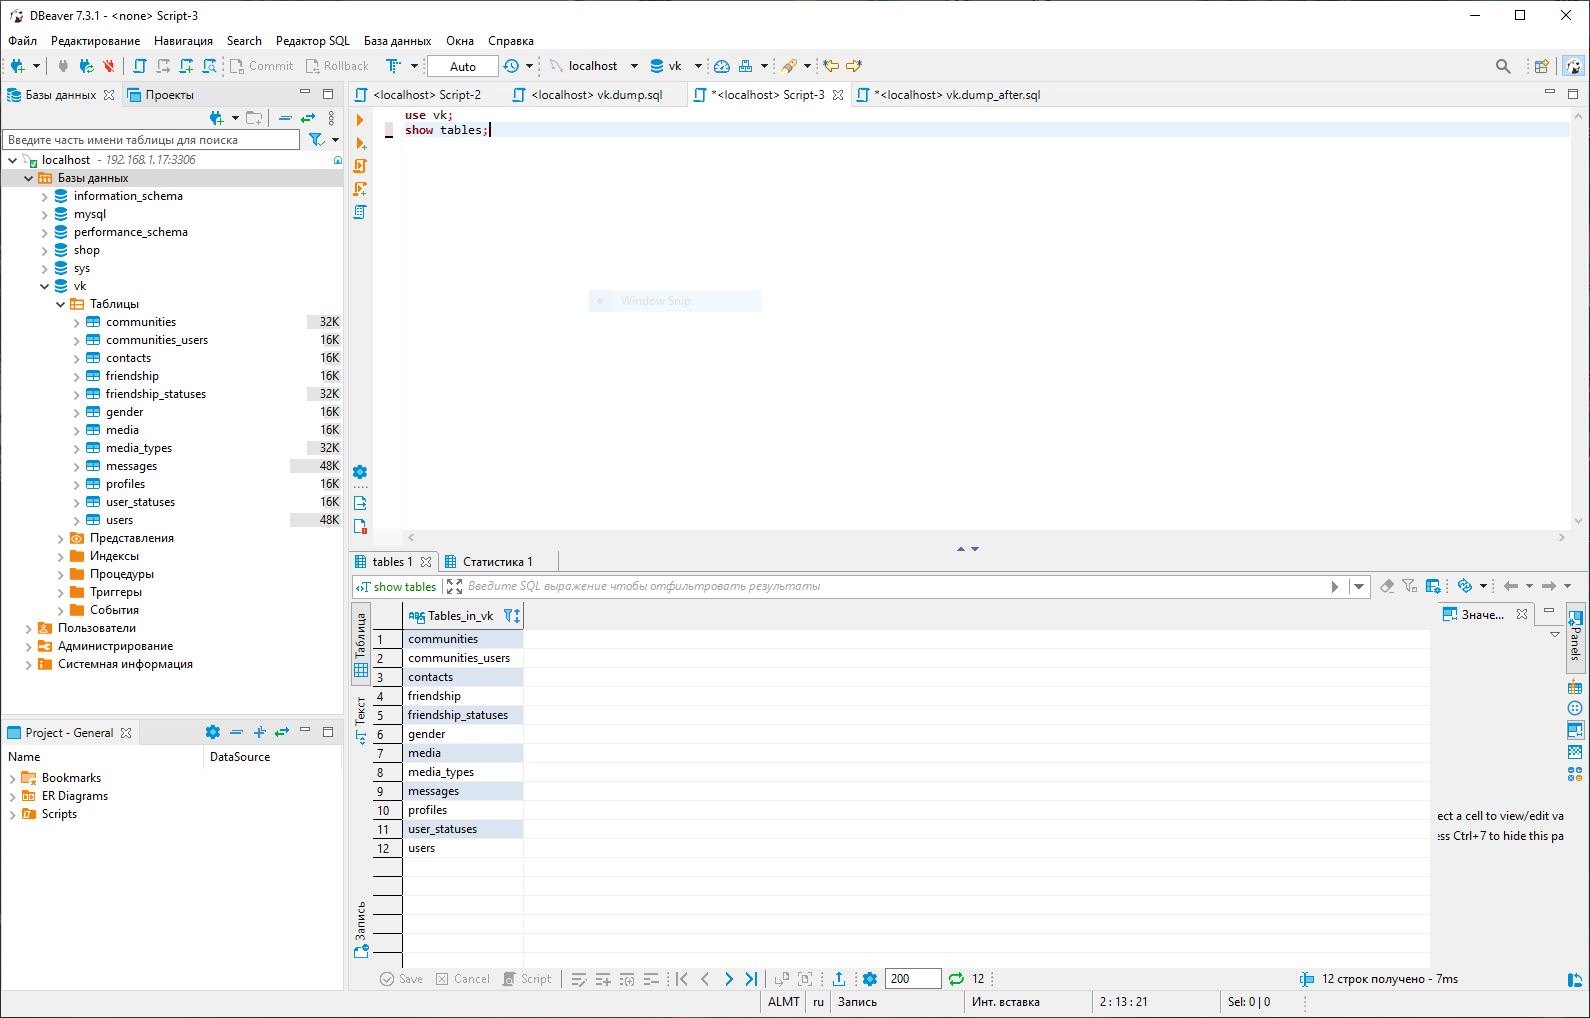 DBeaver 7.3.1 - <none> Script-3
Файл Редактирование Навигация Search Редактор SQL База данных Окна Справка
Commit Rollback Auto localhost vk
Базы данных Проекты
Введите часть имени таблицы для поиска
localhost - 192.168.1.17:3306
Базы данных
information_schema
mysql
performance_schema
shop
sys
vk
Таблицы
communities 32K
communities_users 16K
contacts 16K
friendship 16K
friendship_statuses 32K
gender 16K
media 16K
media_types 32K
messages 48K
profiles 16K
user_statuses 16K
users 48K
Представления
Индексы
Процедуры
Триггеры
События
Пользователи
Администрирование
Системная информация
Project - General
Name DataSource
Bookmarks
ER Diagrams
Scripts
<localhost> Script-2 <localhost> vk.dump.sql *<localhost> Script-3 *<localhost> vk.dump_after.sql
use vk;
show tables;
Window Snip
tables 1 Статистика 1
show tables Введите SQL выражение чтобы отфильтровать результаты
Таблица
Текст
Запись
Tables_in_vk
1 communities
2 communities_users
3 contacts
4 friendship
5 friendship_statuses
6 gender
7 media
8 media_types
9 messages
10 profiles
11 user_statuses
12 users
Значе...
Panels
ect a cell to view/edit va
ess Ctrl+7 to hide this pa
Save Cancel Script 200 12 12 строк получено - 7ms
ALMT ru Запись Инт. вставка 2 : 13 : 21 Sel: 0 | 0